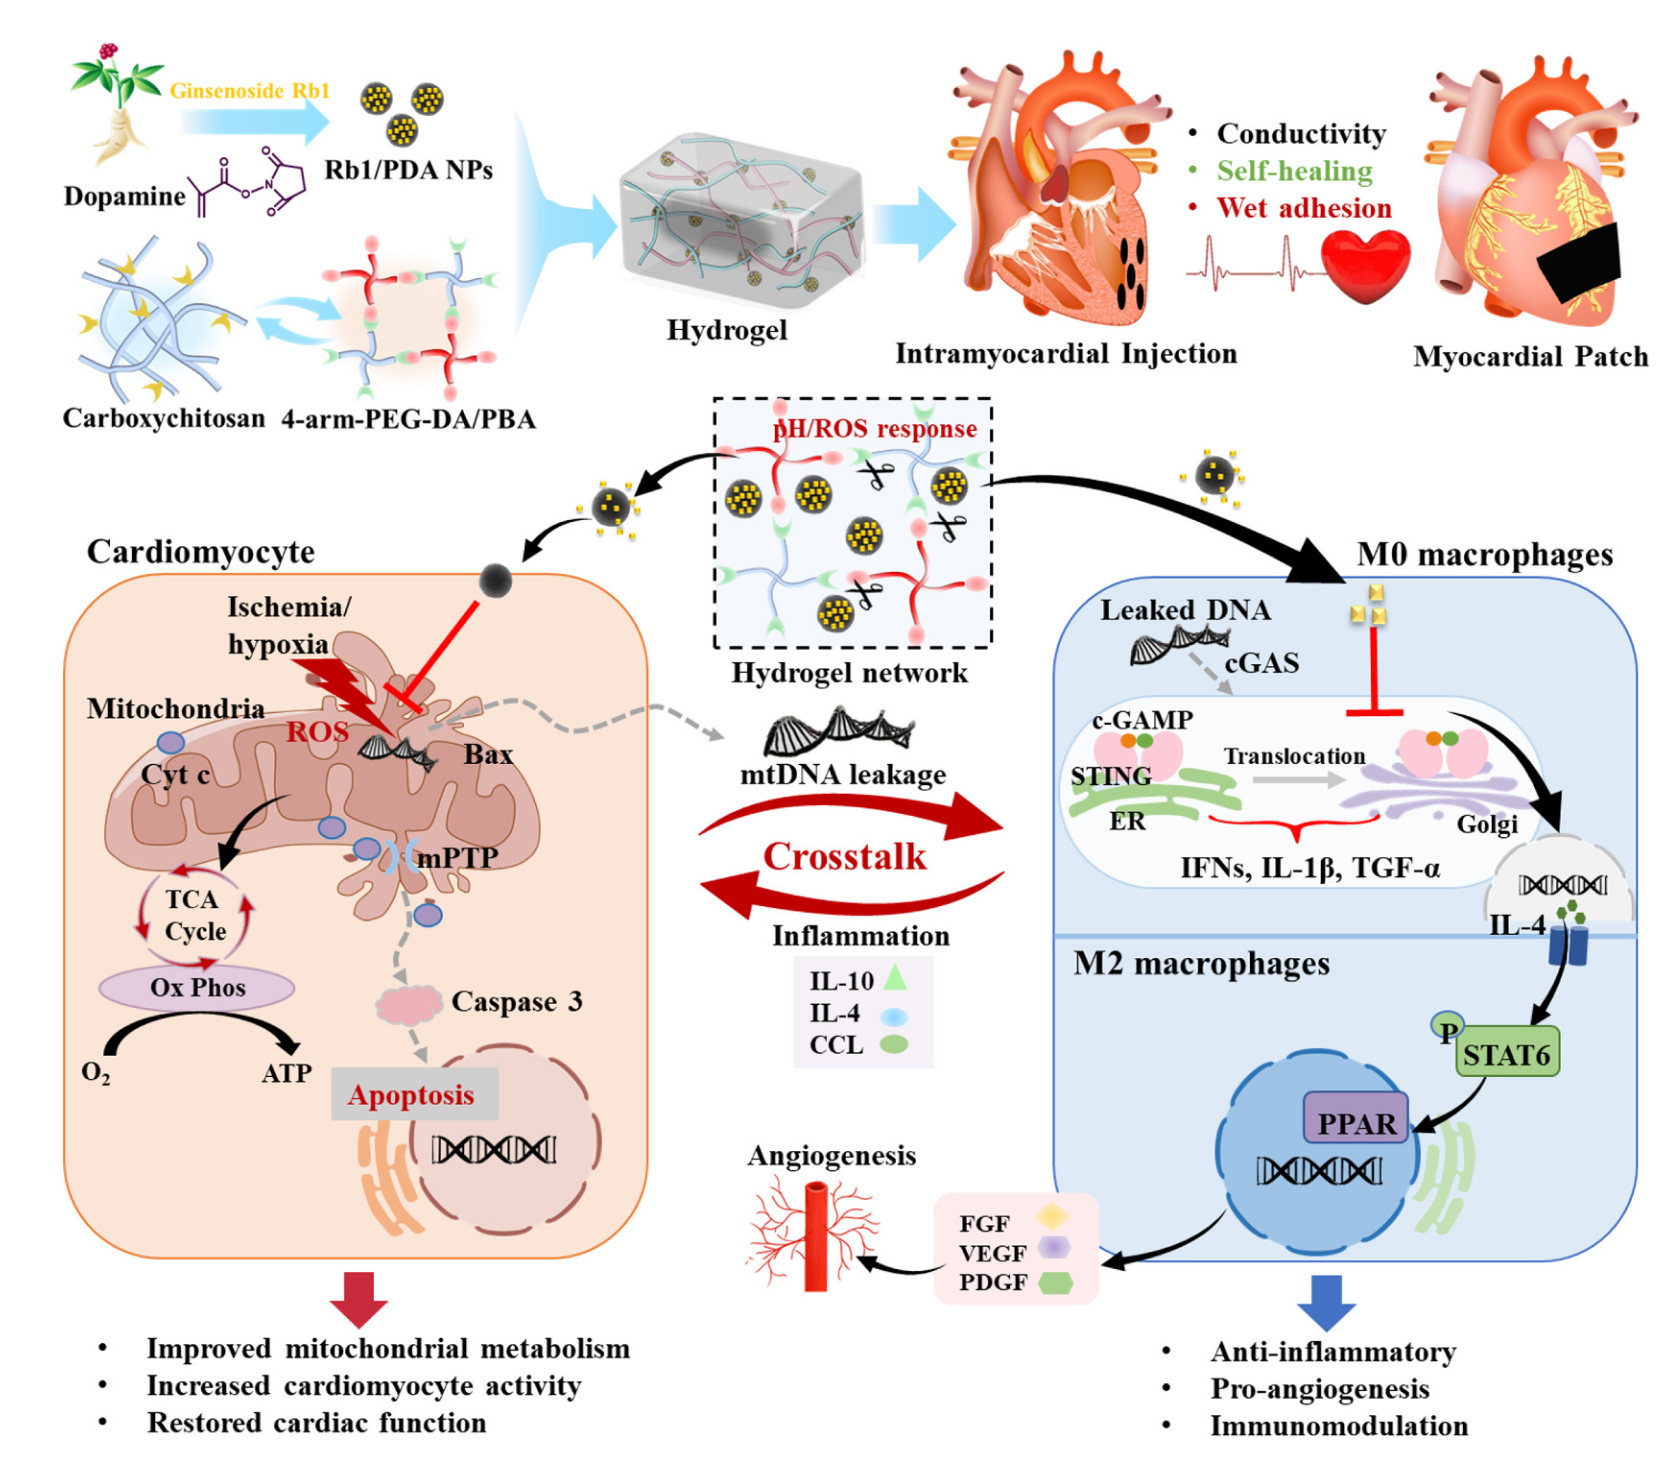 Ginsenoside Rb1
Rb1/PDA NPs
Dopamine
O
O
N
O
O
Carboxychitosan
4-arm-PEG-DA/PBA
Hydrogel
Intramyocardial Injection
• Conductivity
• Self-healing
• Wet adhesion
Myocardial Patch
pH/ROS response
Hydrogel network
Cardiomyocyte
Ischemia/
hypoxia
Mitochondria
ROS
Cyt c
Bax
mPTP
TCA
Cycle
Ox Phos
O2
ATP
Caspase 3
Apoptosis
mtDNA leakage
Crosstalk
Inflammation
IL-10
IL-4
CCL
M0 macrophages
Leaked DNA
cGAS
c-GAMP
STING
ER
Translocation
Golgi
IFNs, IL-1β, TGF-α
IL-4
M2 macrophages
P
STAT6
PPAR
Angiogenesis
FGF
VEGF
PDGF
• Improved mitochondrial metabolism
• Increased cardiomyocyte activity
• Restored cardiac function
• Anti-inflammatory
• Pro-angiogenesis
• Immunomodulation